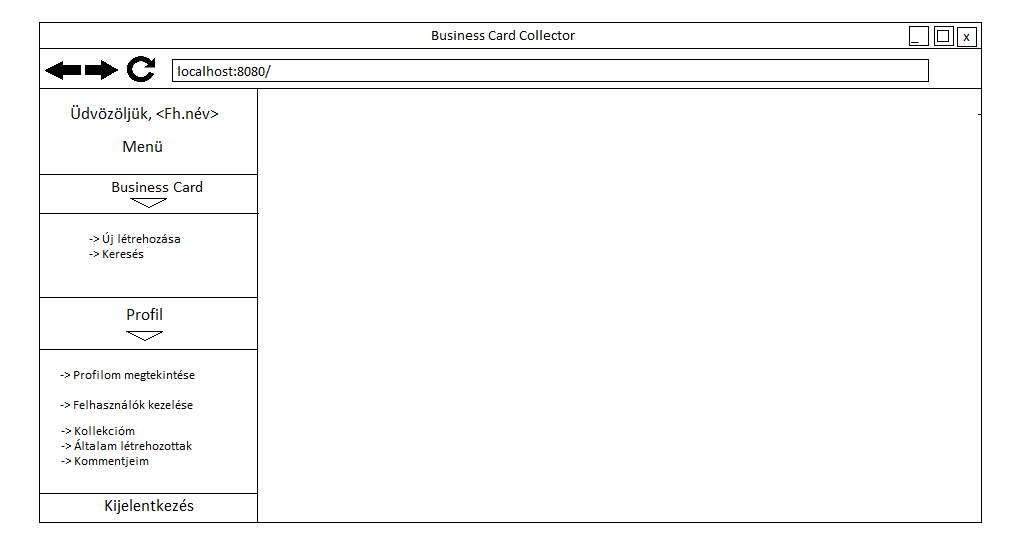 Business Card Collector
_ x
localhost:8080/
Üdvözöljük, <Fh.név>
Menü
Business Card
-> Új létrehozása
-> Keresés
Profil
-> Profilom megtekintése
-> Felhasználók kezelése
-> Kollekcióm
-> Általam létrehozottak
-> Kommentjeim
Kijelentkezés